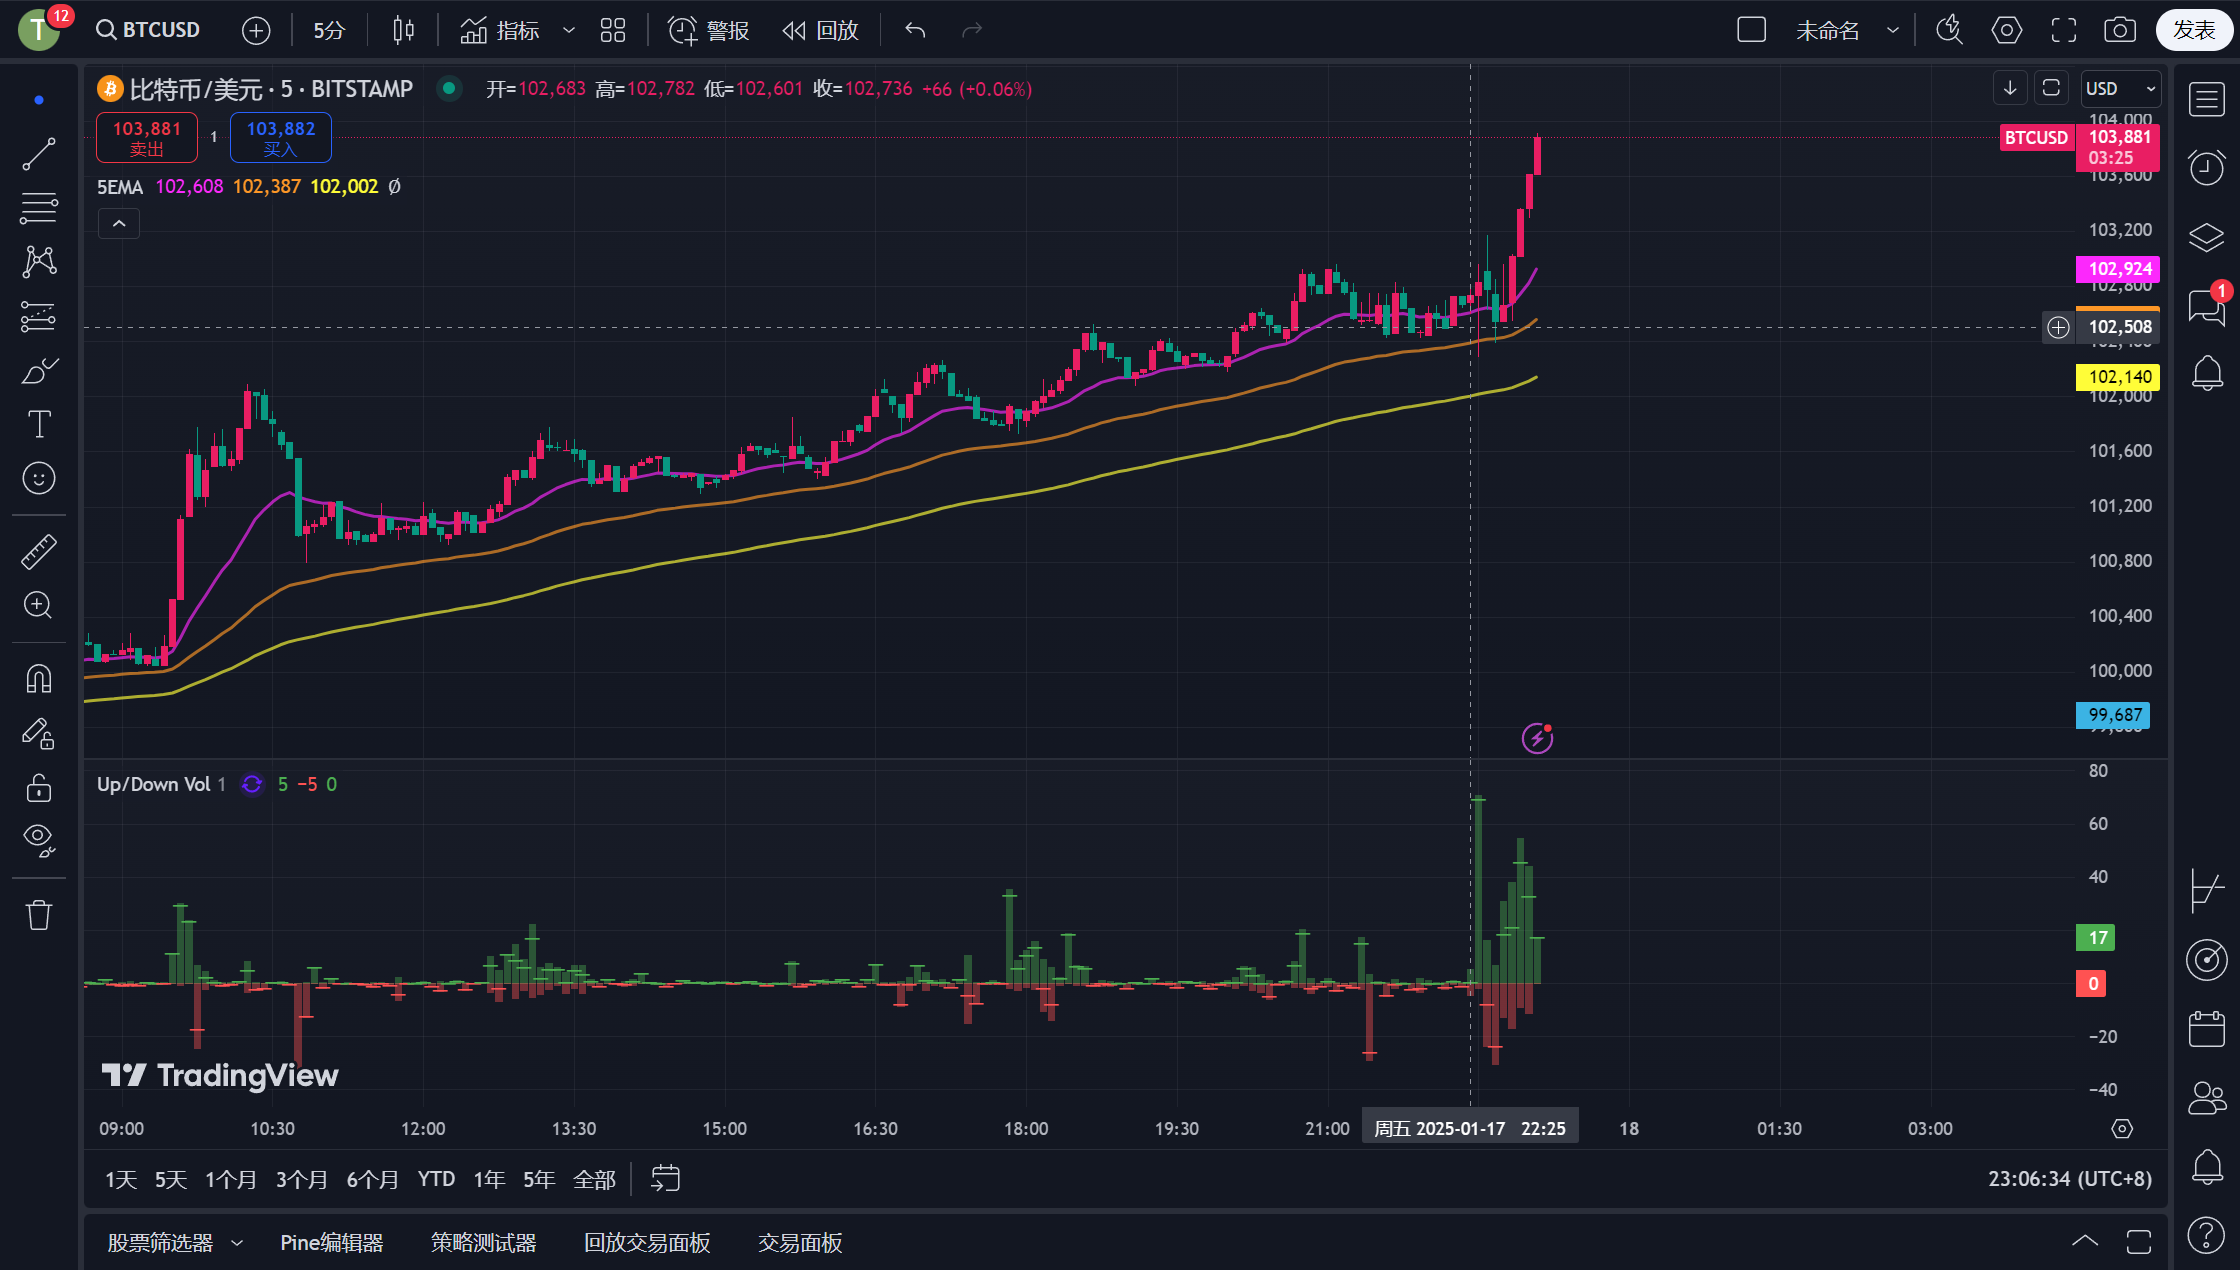 T 12 BTCUSD 5分 指标 警报 回放 未命名 发表
比特币/美元 · 5 · BITSTAMP 开=102,683 高=102,782 低=102,601 收=102,736 +66 (+0.06%) USD
103,881 卖出 1 103,882 买入
5EMA 102,608 102,387 102,002 Ø
104,000
BTCUSD 103,881
03:25
103,600
103,200
102,924
102,800
102,508
102,140
102,000
101,600
101,200
100,800
100,400
100,000
99,687
Up/Down Vol 1 5 −5 0
80
60
40
17
0
−20
−40
1
TradingView
09:00 10:30 12:00 13:30 15:00 16:30 18:00 19:30 21:00 周五 2025-01-17 22:25 18 01:30 03:00
1天 5天 1个月 3个月 6个月 YTD 1年 5年 全部 23:06:34 (UTC+8)
股票筛选器 Pine编辑器 策略测试器 回放交易面板 交易面板